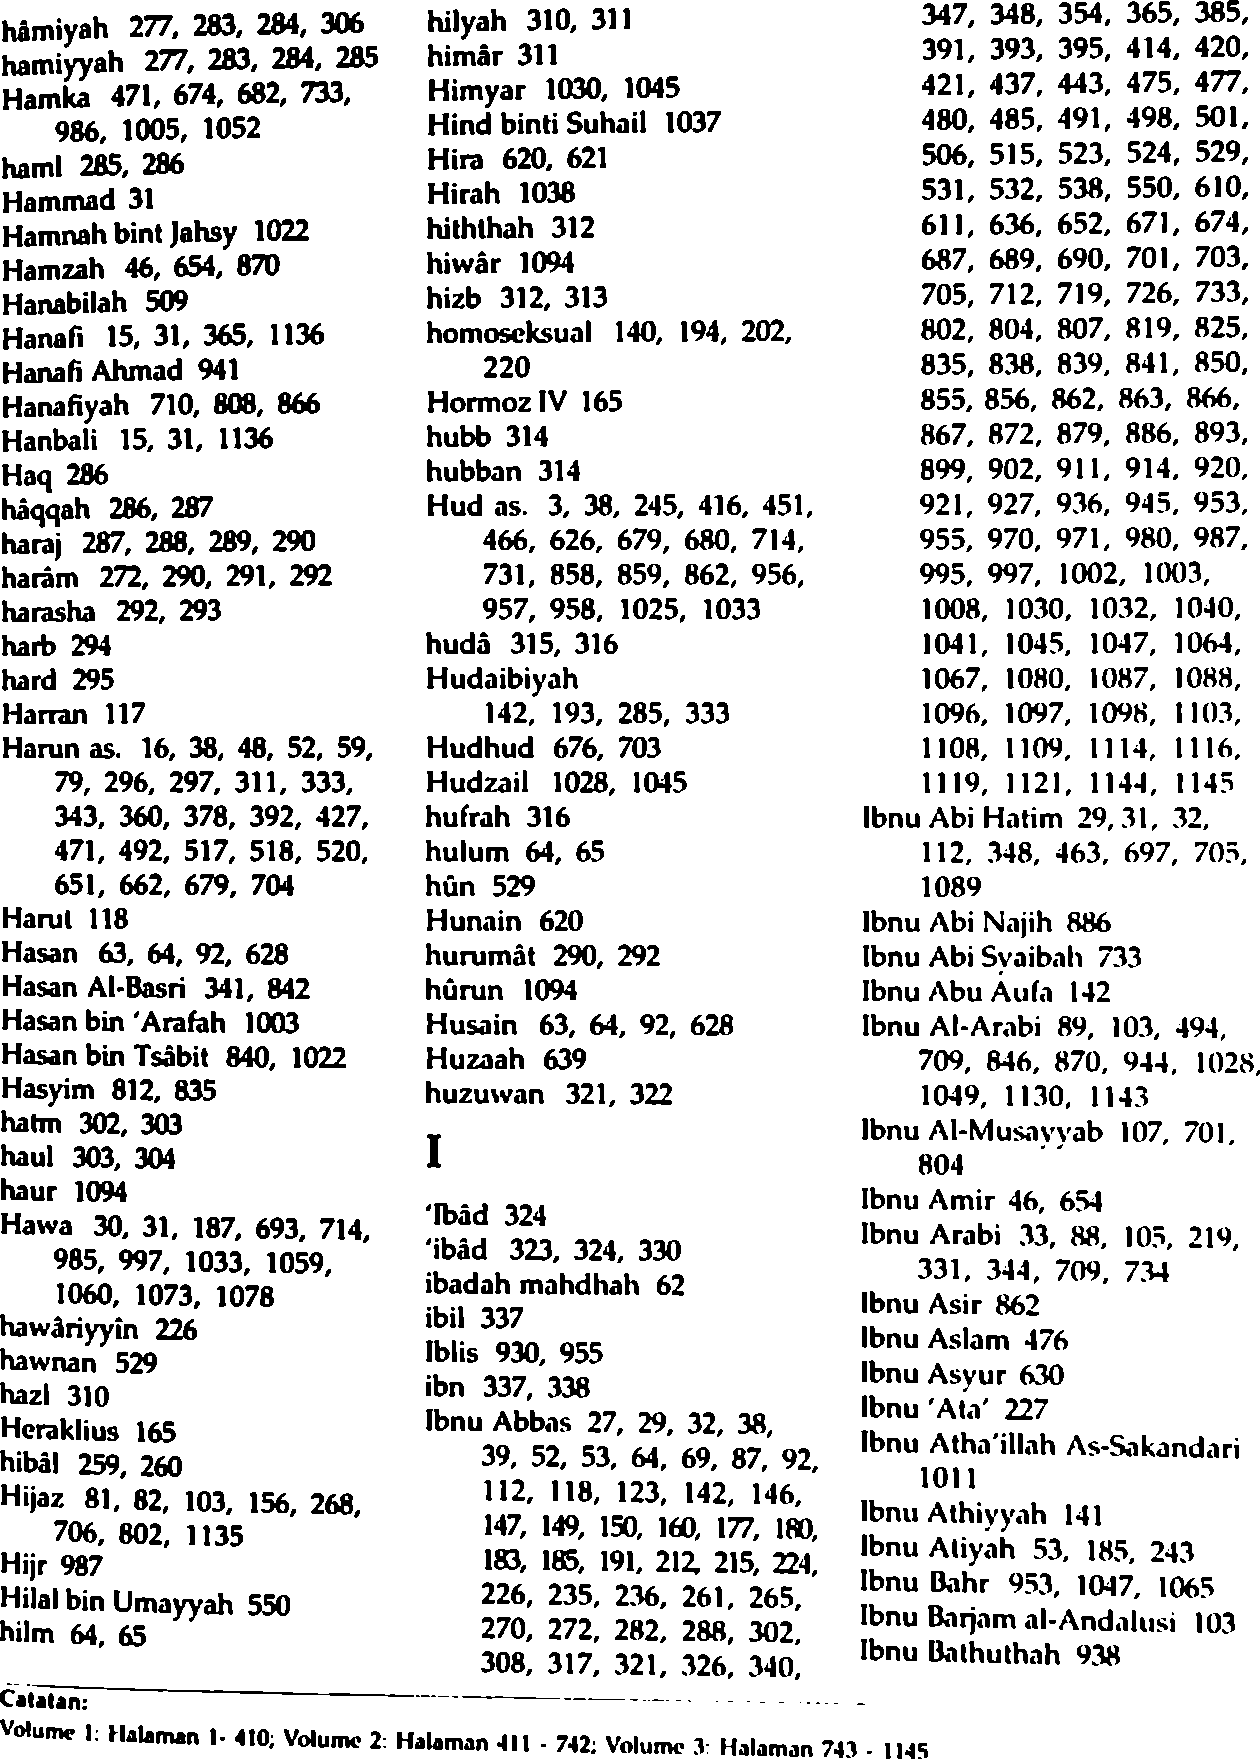 hâmiyah 277, 283, 284, 306
hamiyyah 277, 283, 284, 285
Hamka 471, 674, 682, 733,
986, 1005, 1052
haml 285, 286
Hammad 31
Hamnah bint Jahsy 1022
Hamzah 46, 654, 870
Hanabilah 509
Hanafi 15, 31, 365, 1136
Hanafi Ahmad 941
Hanafiyah 710, 808, 866
Hanbali 15, 31, 1136
Haq 286
hâqqah 286, 287
haraj 287, 288, 289, 290
harâm 272, 290, 291, 292
harasha 292, 293
harb 294
hard 295
Harran 117
Harun as. 16, 38, 48, 52, 59,
79, 296, 297, 311, 333,
343, 360, 378, 392, 427,
471, 492, 517, 518, 520,
651, 662, 679, 704
Harut 118
Hasan 63, 64, 92, 628
Hasan Al-Basri 341, 842
Hasan bin 'Arafah 1003
Hasan bin Tsâbit 840, 1022
Hasyim 812, 835
hatm 302, 303
haul 303, 304
haur 1094
Hawa 30, 31, 187, 693, 714,
985, 997, 1033, 1059,
1060, 1073, 1078
hawâriyyîn 226
hawnan 529
hazl 310
Heraklius 165
hibâl 259, 260
Hijaz 81, 82, 103, 156, 268,
706, 802, 1135
Hijr 987
Hilal bin Umayyah 550
hilm 64, 65
hilyah 310, 311
himâr 311
Himyar 1030, 1045
Hind binti Suhail 1037
Hira 620, 621
Hirah 1038
hiththah 312
hiwâr 1094
hizb 312, 313
homoseksual 140, 194, 202,
220
Hormoz IV 165
hubb 314
hubban 314
Hud as. 3, 38, 245, 416, 451,
466, 626, 679, 680, 714,
731, 858, 859, 862, 956,
957, 958, 1025, 1033
hudâ 315, 316
Hudaibiyah
142, 193, 285, 333
Hudhud 676, 703
Hudzail 1028, 1045
hufrah 316
hulum 64, 65
hûn 529
Hunain 620
hurumât 290, 292
hûrun 1094
Husain 63, 64, 92, 628
Huzaah 639
huzuwan 321, 322
I
'Ibâd 324
'ibâd 323, 324, 330
ibadah mahdhah 62
ibil 337
Iblis 930, 955
ibn 337, 338
Ibnu Abbas 27, 29, 32, 38,
39, 52, 53, 64, 69, 87, 92,
112, 118, 123, 142, 146,
147, 149, 150, 160, 177, 180,
183, 185, 191, 212, 215, 224,
226, 235, 236, 261, 265,
270, 272, 282, 288, 302,
308, 317, 321, 326, 340,
347, 348, 354, 365, 385,
391, 393, 395, 414, 420,
421, 437, 443, 475, 477,
480, 485, 491, 498, 501,
506, 515, 523, 524, 529,
531, 532, 538, 550, 610,
611, 636, 652, 671, 674,
687, 689, 690, 701, 703,
705, 712, 719, 726, 733,
802, 804, 807, 819, 825,
835, 838, 839, 841, 850,
855, 856, 862, 863, 866,
867, 872, 879, 886, 893,
899, 902, 911, 914, 920,
921, 927, 936, 945, 953,
955, 970, 971, 980, 987,
995, 997, 1002, 1003,
1008, 1030, 1032, 1040,
1041, 1045, 1047, 1064,
1067, 1080, 1087, 1088,
1096, 1097, 1098, 1103,
1108, 1109, 1114, 1116,
1119, 1121, 1144, 1145
Ibnu Abi Hatim 29, 31, 32,
112, 348, 463, 697, 705,
1089
Ibnu Abi Najih 886
Ibnu Abi Syaibah 733
Ibnu Abu Aufa 142
Ibnu Al-Arabi 89, 103, 494,
709, 846, 870, 944, 1028,
1049, 1130, 1143
Ibnu Al-Musayyab 107, 701,
804
Ibnu Amir 46, 654
Ibnu Arabi 33, 88, 105, 219,
331, 344, 709, 734
Ibnu Asir 862
Ibnu Aslam 476
Ibnu Asyur 630
Ibnu 'Ata' 227
Ibnu Atha'illah As-Sakandari
1011
Ibnu Athiyyah 141
Ibnu Atiyah 53, 185, 243
Ibnu Bahr 953, 1047, 1065
Ibnu Barjam al-Andalusi 103
Ibnu Bathuthah 938
Catatan:
Volume 1: Halaman 1- 410; Volume 2: Halaman 411 - 742; Volume 3: Halaman 743 - 1145